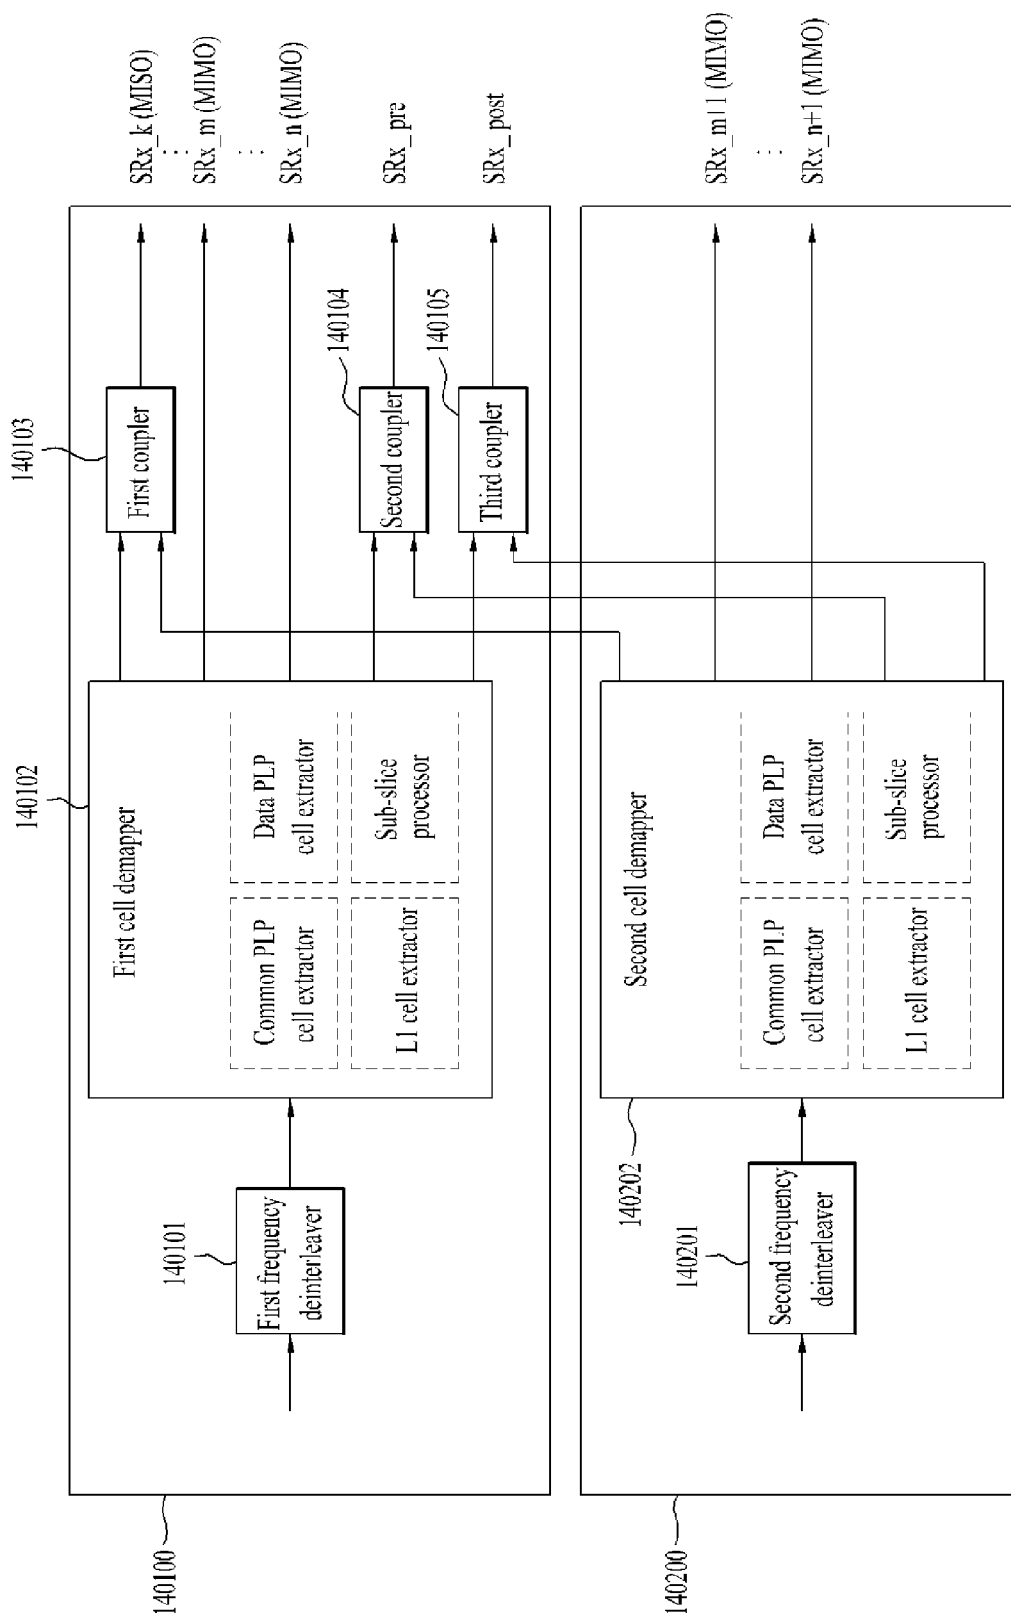 140100
140101
First frequency
deinterleaver
140102
First cell demapper
Common PLP
cell extractor
Data PLP
cell extractor
L1 cell extractor
Sub-slice
processor
140103
First coupler
140104
Second coupler
140105
Third coupler
SRx_k (MISO)
⋮
SRx_m (MIMO)
⋮
SRx_n (MIMO)
SRx_pre
SRx_post
140200
140201
Second frequency
deinterleaver
140202
Second cell demapper
Common PLP
cell extractor
Data PLP
cell extractor
L1 cell extractor
Sub-slice
processor
SRx_m+1 (MIMO)
⋮
SRx_n+1 (MIMO)